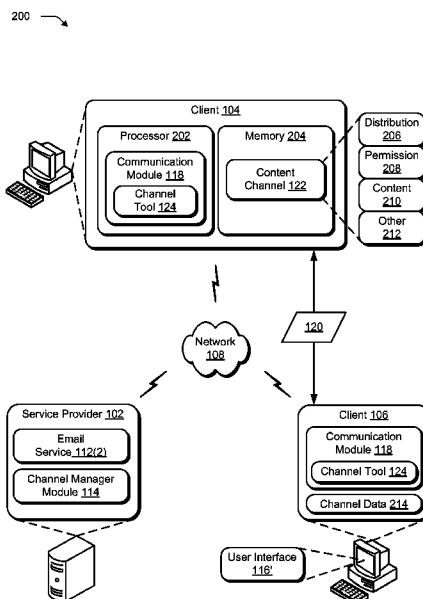 200
Client 104
Processor 202
Memory 204
Communication
Module 118
Channel
Tool 124
Content
Channel 122
Distribution
206
Permission
208
Content
210
Other
212
120
Network
108
Service Provider 102
Email
Service 112(2)
Channel Manager
Module 114
Client 106
Communication
Module 118
Channel Tool 124
Channel Data 214
User Interface
116'